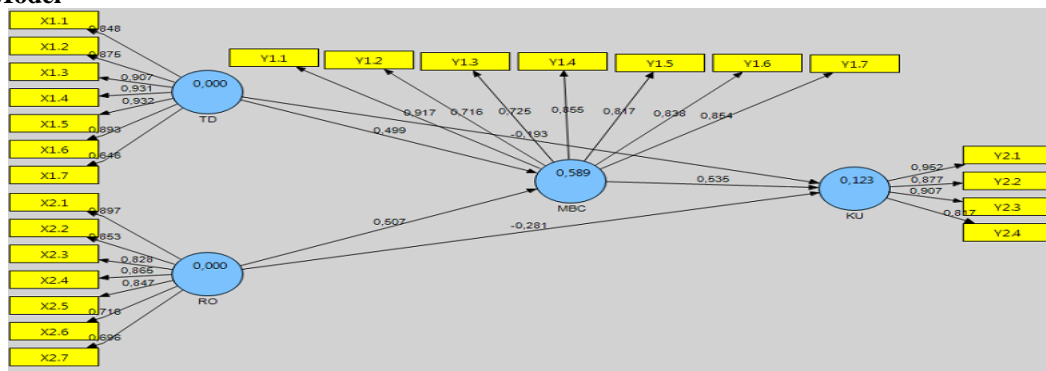 Model
X1.1
X1.2
X1.3
X1.4
X1.5
X1.6
X1.7
0,848
0,875
0,907
0,931
0,932
0,893
0,646
0,000
TD
X2.1
X2.2
X2.3
X2.4
X2.5
X2.6
X2.7
0,897
0,853
0,828
0,865
0,847
0,716
0,696
0,000
RO
Y1.1
Y1.2
Y1.3
Y1.4
Y1.5
Y1.6
Y1.7
0,917
0,716
0,725
0,855
0,817
0,838
0,854
0,499
-0,193
0,589
MBC
0,535
0,507
-0,281
0,123
KU
0,952
0,877
0,907
0,817
Y2.1
Y2.2
Y2.3
Y2.4